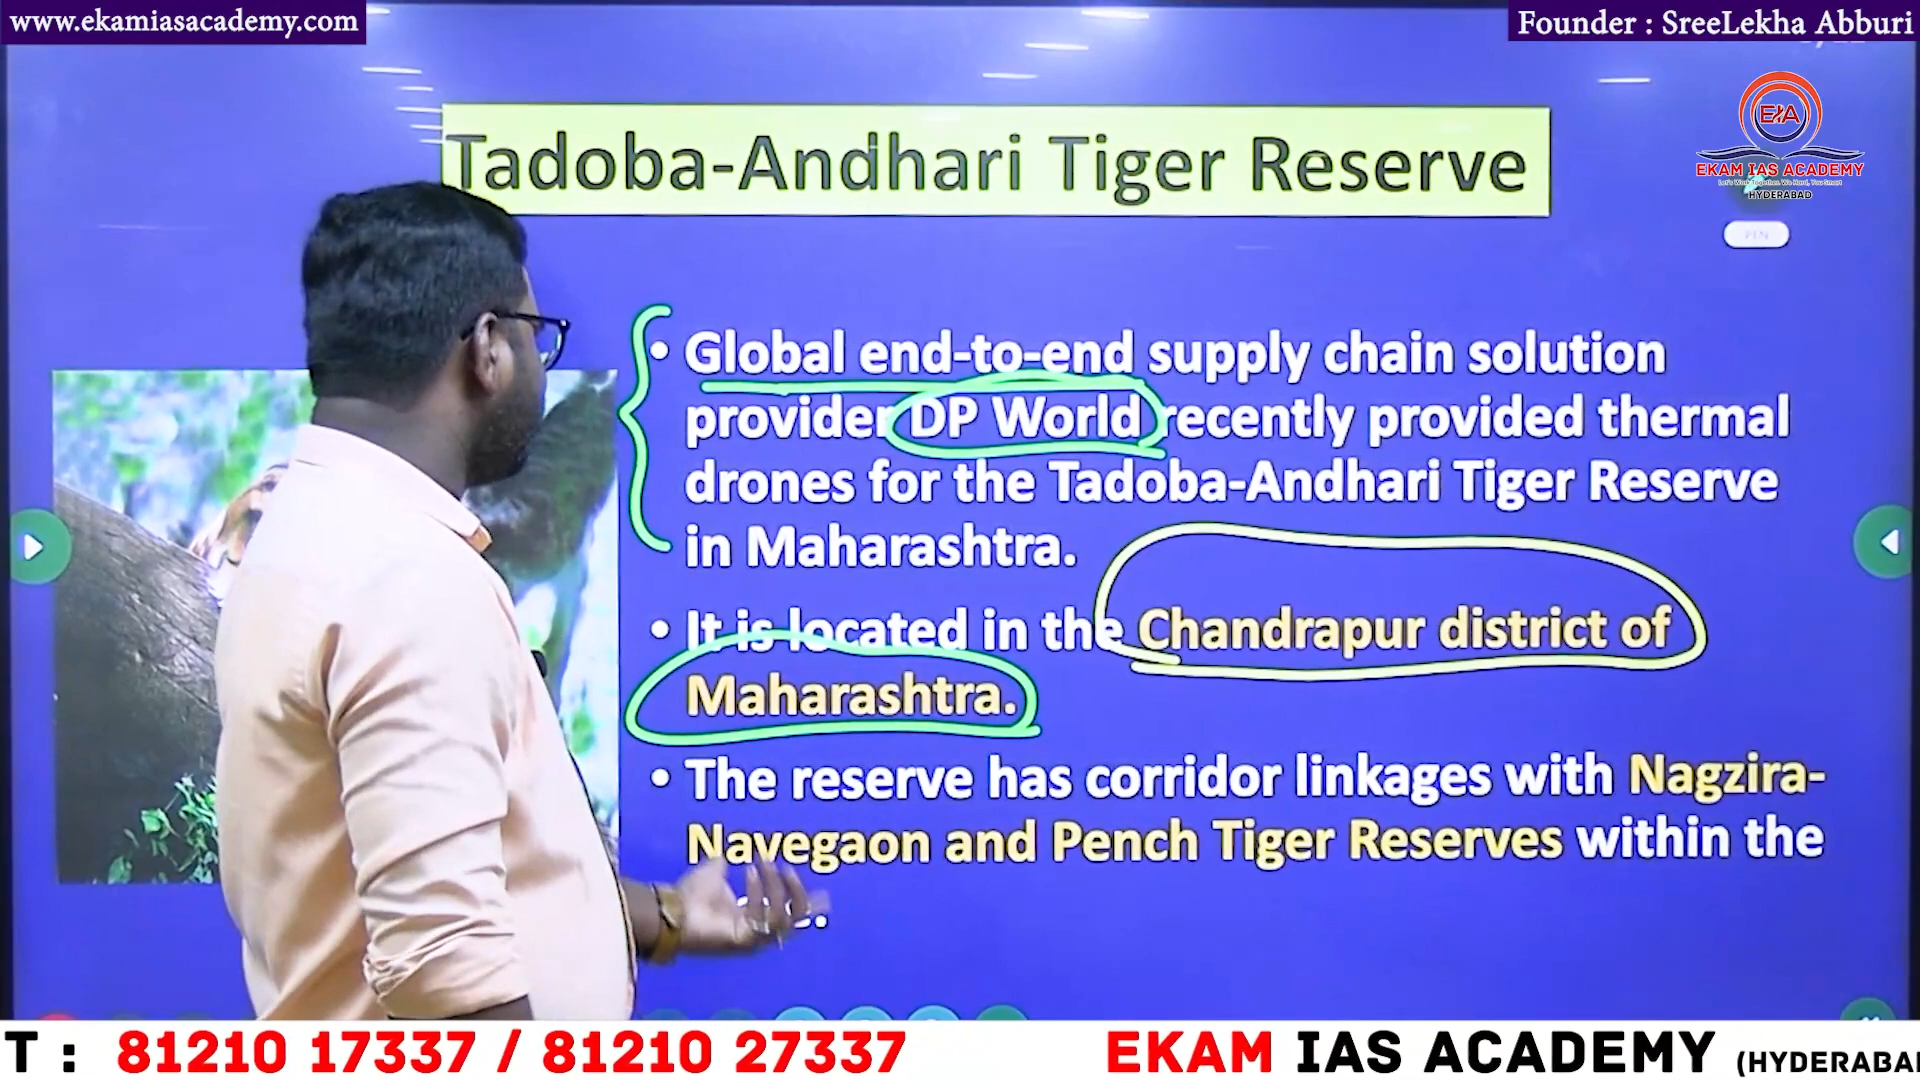 www.ekamiasacademy.com
Founder : SreeLekha Abburi
Tadoba-Andhari Tiger Reserve
EIA
EKAM IAS ACADEMY
HYDERABAD
PEN
• Global end-to-end supply chain solution
provider DP World recently provided thermal
drones for the Tadoba-Andhari Tiger Reserve
in Maharashtra.
• It is located in the Chandrapur district of
Maharashtra.
• The reserve has corridor linkages with Nagzira-
Navegaon and Pench Tiger Reserves within the
T : 81210 17337 / 81210 27337 EKAM IAS ACADEMY (HYDERABA